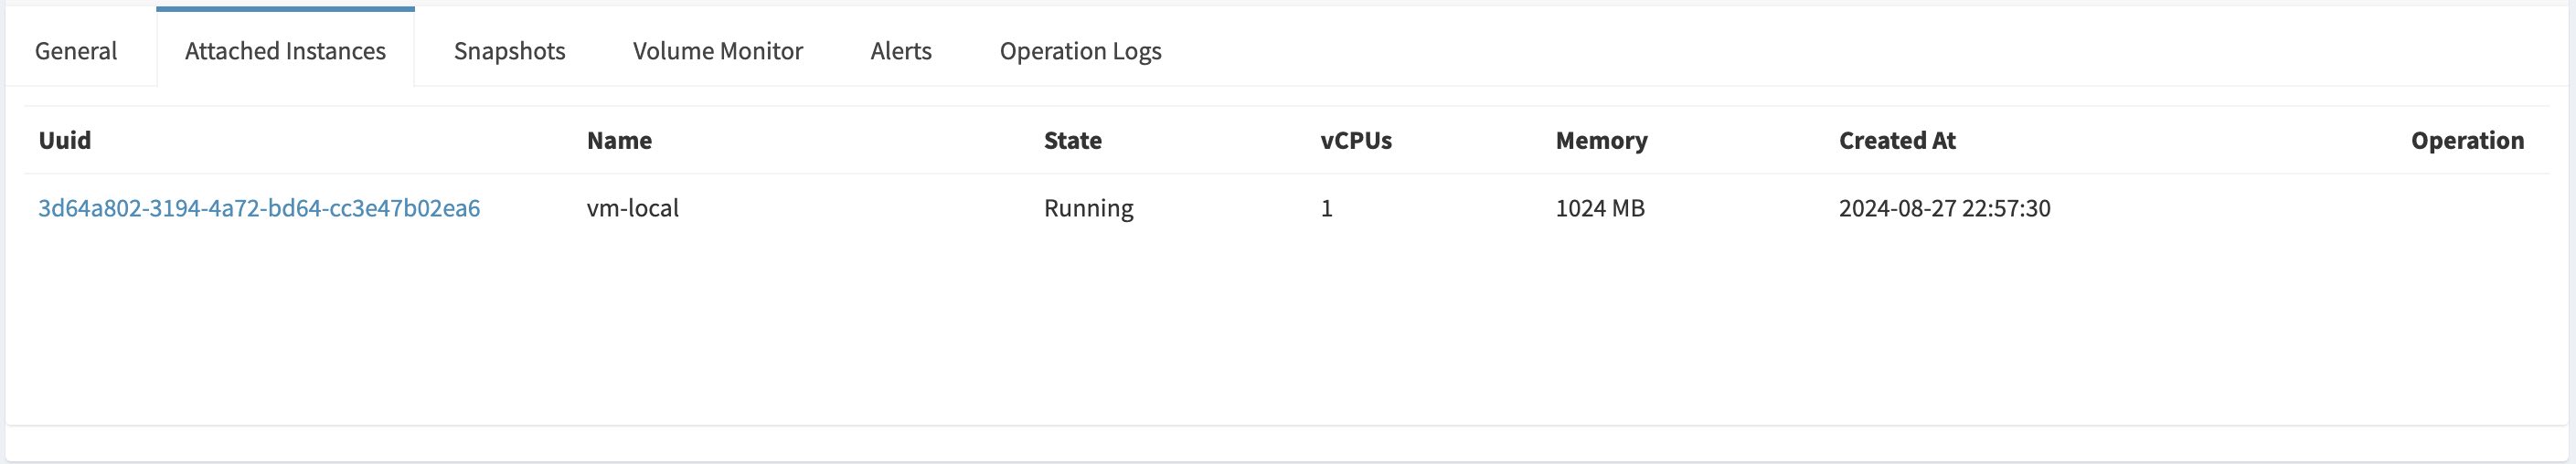 General Attached Instances Snapshots Volume Monitor Alerts Operation Logs
Uuid Name State vCPUs Memory Created At Operation
3d64a802-3194-4a72-bd64-cc3e47b02ea6 vm-local Running 1 1024 MB 2024-08-27 22:57:30